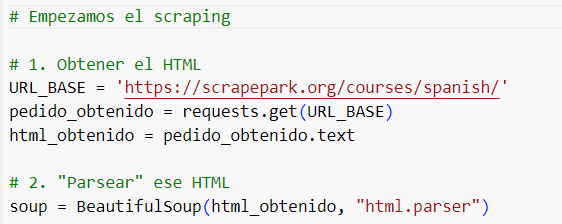 # Empezamos el scraping
# 1. Obtener el HTML
URL_BASE = 'https://scrapepark.org/courses/spanish/'
pedido_obtenido = requests.get(URL_BASE)
html_obtenido = pedido_obtenido.text
# 2. "Parsear" ese HTML
soup = BeautifulSoup(html_obtenido, "html.parser")